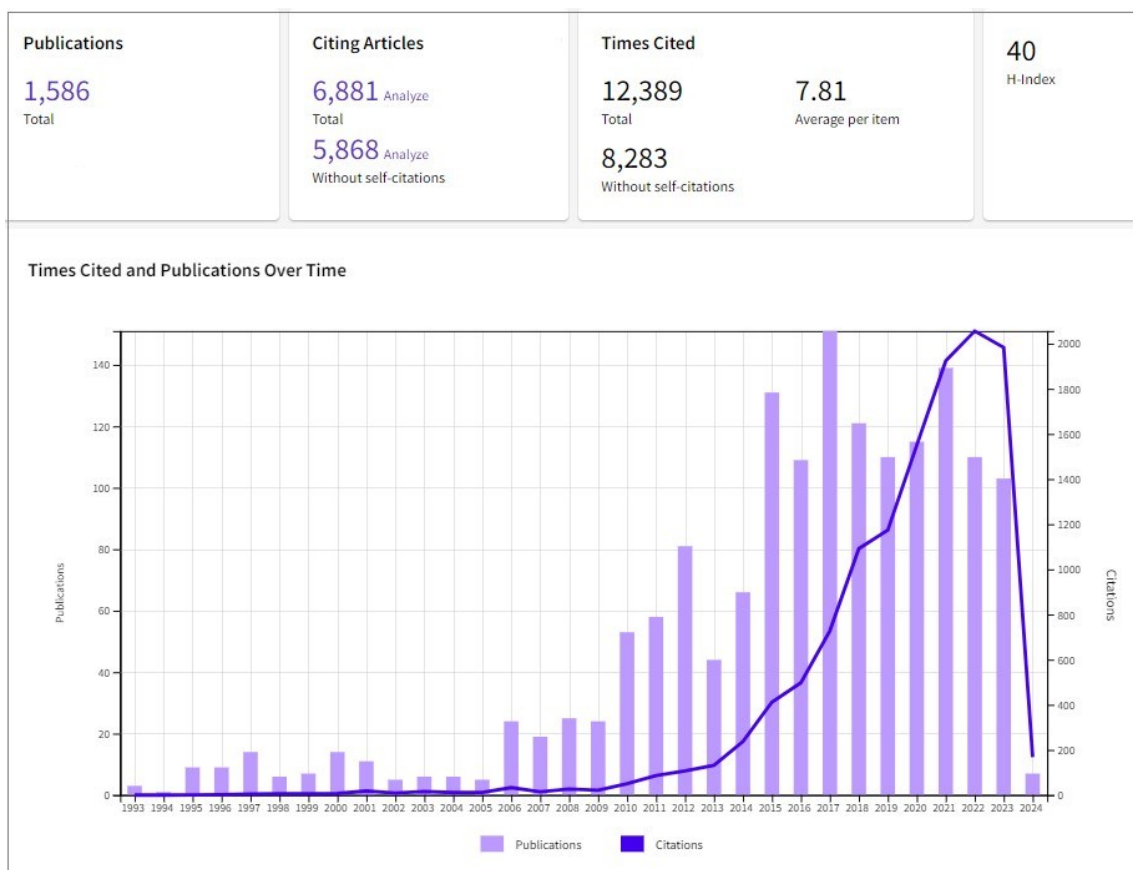 Publications
1,586
Total
Citing Articles
6,881 Analyze
Total
5,868 Analyze
Without self-citations
Times Cited
12,389
Total
7.81
Average per item
8,283
Without self-citations
40
H-Index
Times Cited and Publications Over Time
Publications
140
120
100
80
60
40
20
0
2000
1800
1600
1400
1200
1000
800
600
400
200
0
Citations
1993 1994 1995 1996 1997 1998 1999 2000 2001 2002 2003 2004 2005 2006 2007 2008 2009 2010 2011 2012 2013 2014 2015 2016 2017 2018 2019 2020 2021 2022 2023 2024
Publications Citations